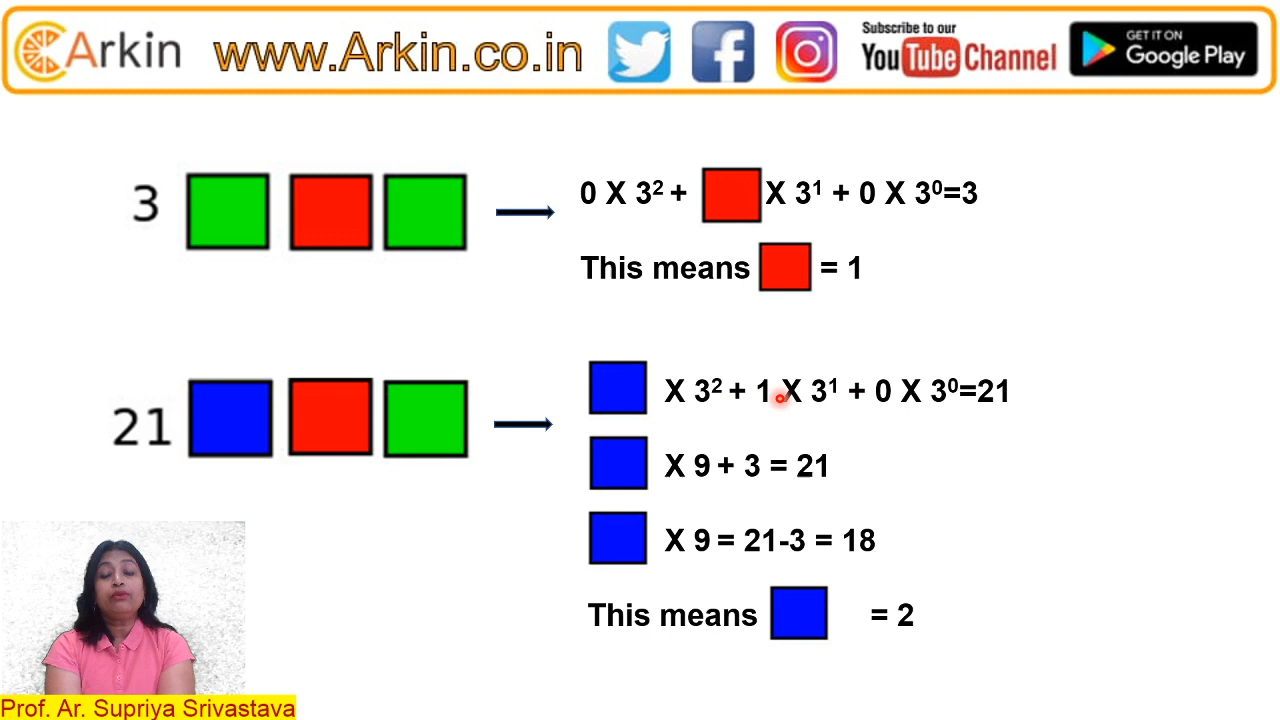 Arkin www.Arkin.co.in Subscribe to our YouTube Channel GET IT ON Google Play
3 0 X 3² + X 3¹ + 0 X 3⁰=3
This means = 1
21 X 3² + 1 X 3¹ + 0 X 3⁰=21
X 9 + 3 = 21
X 9 = 21-3 = 18
This means = 2
Prof. Ar. Supriya Srivastava